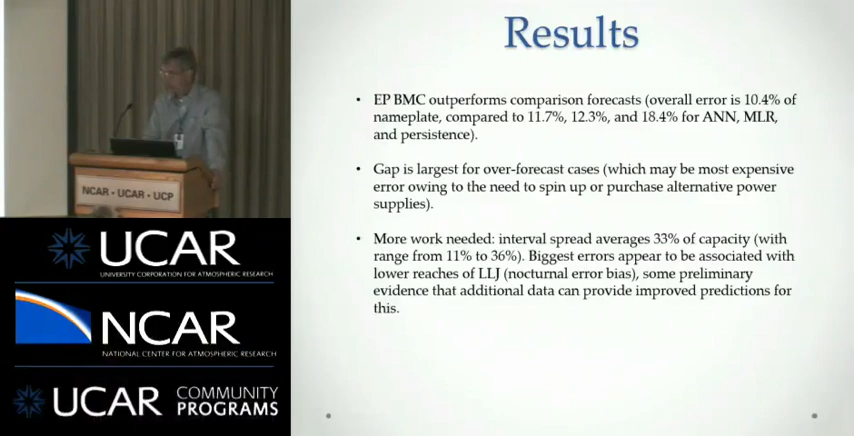 Results
• EP BMC outperforms comparison forecasts (overall error is 10.4% of
nameplate, compared to 11.7%, 12.3%, and 18.4% for ANN, MLR,
and persistence).
• Gap is largest for over-forecast cases (which may be most expensive
error owing to the need to spin up or purchase alternative power
supplies).
• More work needed: interval spread averages 33% of capacity (with
range from 11% to 36%). Biggest errors appear to be associated with
lower reaches of LLJ (nocturnal error bias), some preliminary
evidence that additional data can provide improved predictions for
this.
NCAR • UCAR • UCP
UCAR
UNIVERSITY CORPORATION FOR ATMOSPHERIC RESEARCH
NCAR
NATIONAL CENTER FOR ATMOSPHERIC RESEARCH
UCAR COMMUNITY
PROGRAMS